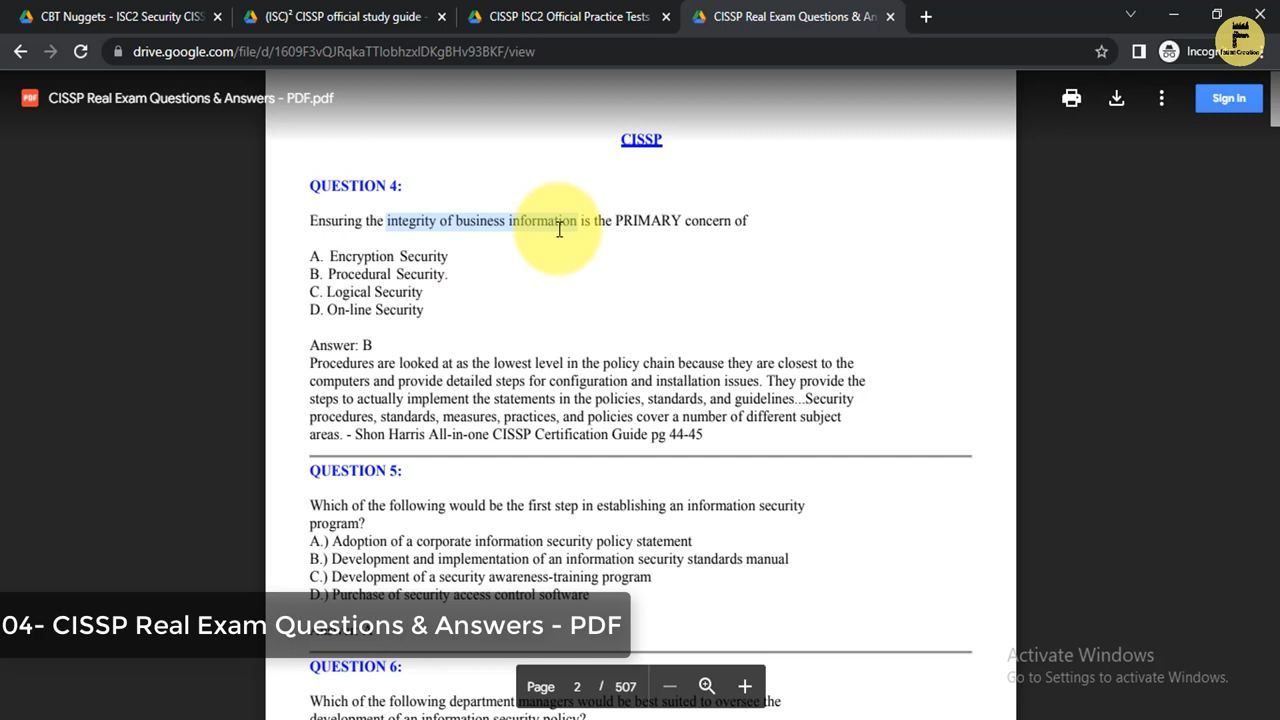 CBT Nuggets - ISC2 Security CISS
(ISC)² CISSP official study guide -
CISSP ISC2 Official Practice Tests
CISSP Real Exam Questions & An
drive.google.com/file/d/1609F3vQJRqkaTTlobhzxlDKgBHv93BKF/view
Incog
CISSP Real Exam Questions & Answers - PDF.pdf
Sign In
CISSP
QUESTION 4:
Ensuring the integrity of business information is the PRIMARY concern of
A. Encryption Security
B. Procedural Security.
C. Logical Security
D. On-line Security
Answer: B
Procedures are looked at as the lowest level in the policy chain because they are closest to the
computers and provide detailed steps for configuration and installation issues. They provide the
steps to actually implement the statements in the policies, standards, and guidelines...Security
procedures, standards, measures, practices, and policies cover a number of different subject
areas. - Shon Harris All-in-one CISSP Certification Guide pg 44-45
QUESTION 5:
Which of the following would be the first step in establishing an information security
program?
A.) Adoption of a corporate information security policy statement
B.) Development and implementation of an information security standards manual
C.) Development of a security awareness-training program
D.) Purchase of security access control software
04- CISSP Real Exam Questions & Answers - PDF
Activate Windows
Go to Settings to activate Windows.
QUESTION 6:
Page 2 / 507
Which of the following department managers would be best suited to oversee the
development of an information security policy?